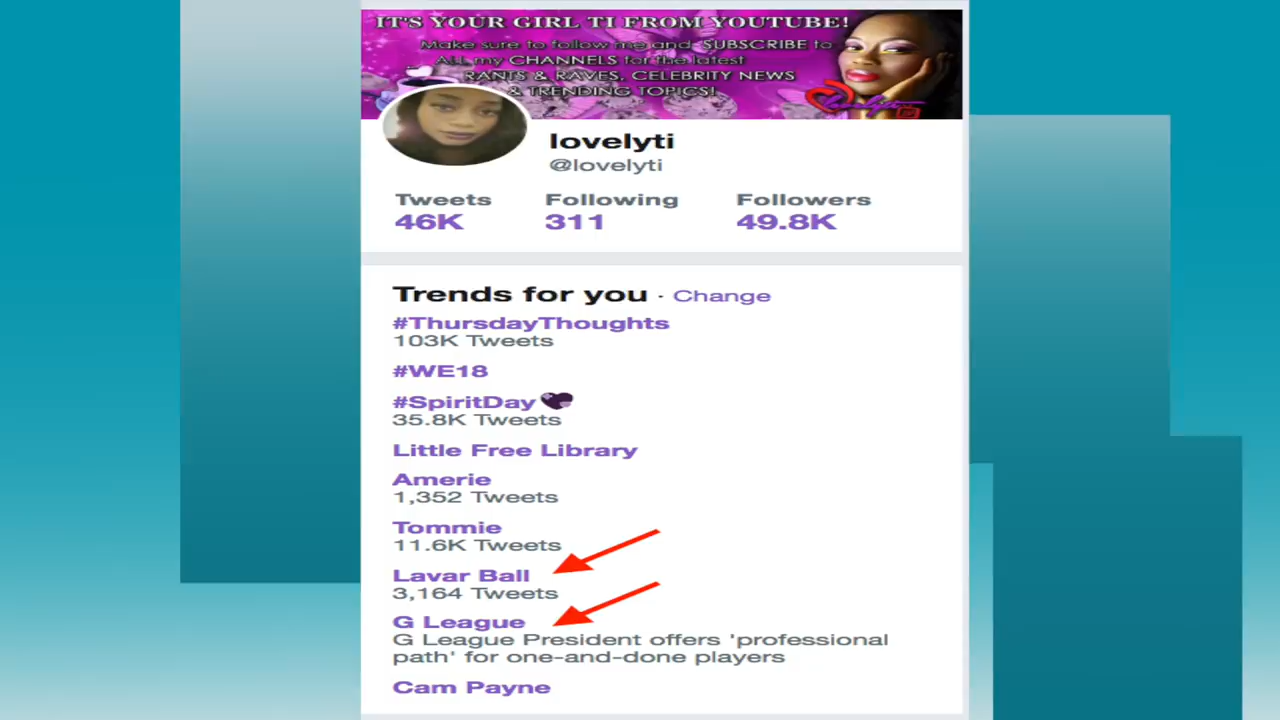 IT'S YOUR GIRL TI FROM YOUTUBE!
Make sure to follow me and SUBSCRIBE to
ALL my CHANNELS for the latest
RANTS & RAVES, CELEBRITY NEWS
& TRENDING TOPICS!
lovelyti
lovelyti
@lovelyti
Tweets Following Followers
46K 311 49.8K
Trends for you · Change
#ThursdayThoughts
103K Tweets
#WE18
#SpiritDay
35.8K Tweets
Little Free Library
Amerie
1,352 Tweets
Tommie
11.6K Tweets
Lavar Ball
3,164 Tweets
G League
G League President offers 'professional
path' for one-and-done players
Cam Payne